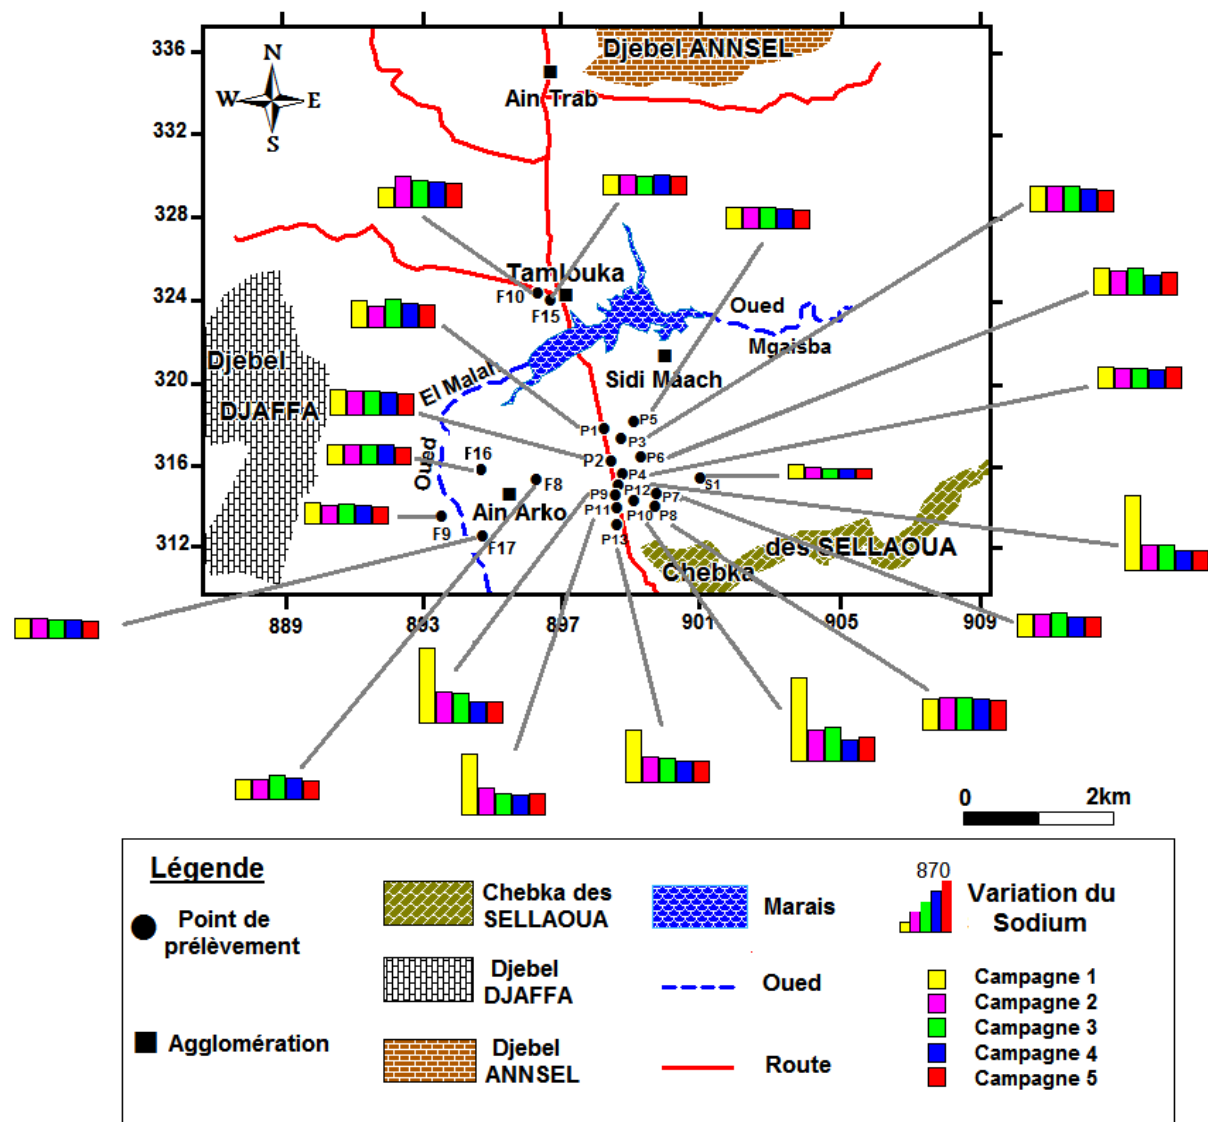 336
332
328
324
320
316
312
889
893
897
901
905
909
N
W
E
S
Djebel ANNSEL
Ain Trab
Tamlouka
F10
F15
Oued
Mgaisba
Sidi Maach
El Malai
Oued
Djebel
DJAFFA
P1
P5
P3
P2
P6
P4
P12
P9
P7
P11
P10
P8
P13
S1
F16
F8
Ain Arko
F9
F17
des SELLAOUA
Chebka
0
2km
Légende
Point de
prélèvement
Agglomération
Chebka des
SELLAOUA
Djebel
DJAFFA
Djebel
ANNSEL
Marais
Oued
Route
870
Variation du
Sodium
Campagne 1
Campagne 2
Campagne 3
Campagne 4
Campagne 5